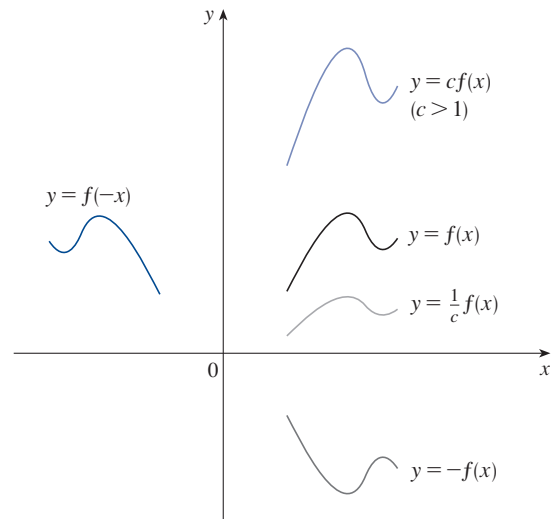 y
y = cf(x)
(c > 1)
y = f(−x)
y = f(x)
y = 1/c f(x)
0
x
y = −f(x)